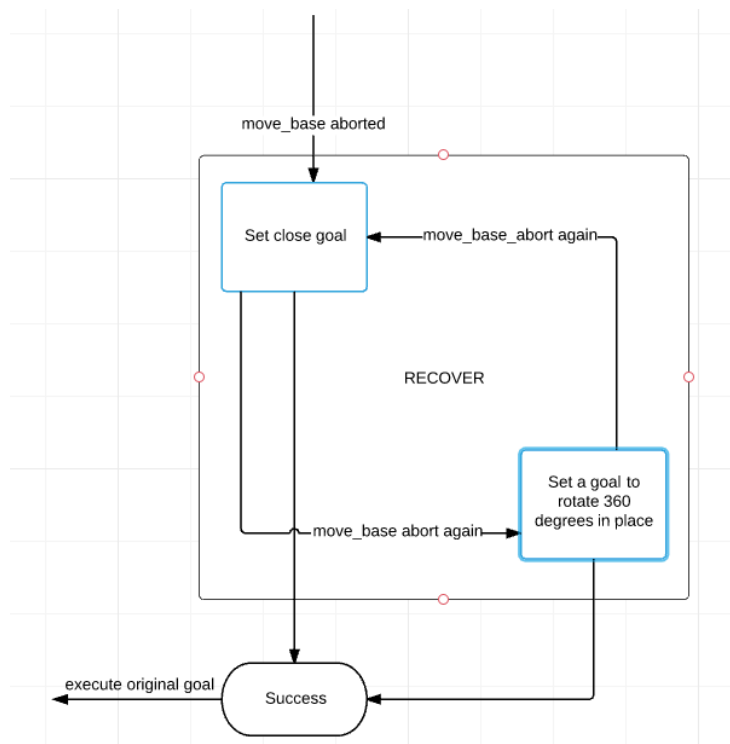 move_base aborted
Set close goal
move_base_abort again
RECOVER
Set a goal to
rotate 360
degrees in place
move_base abort again
execute original goal
Success